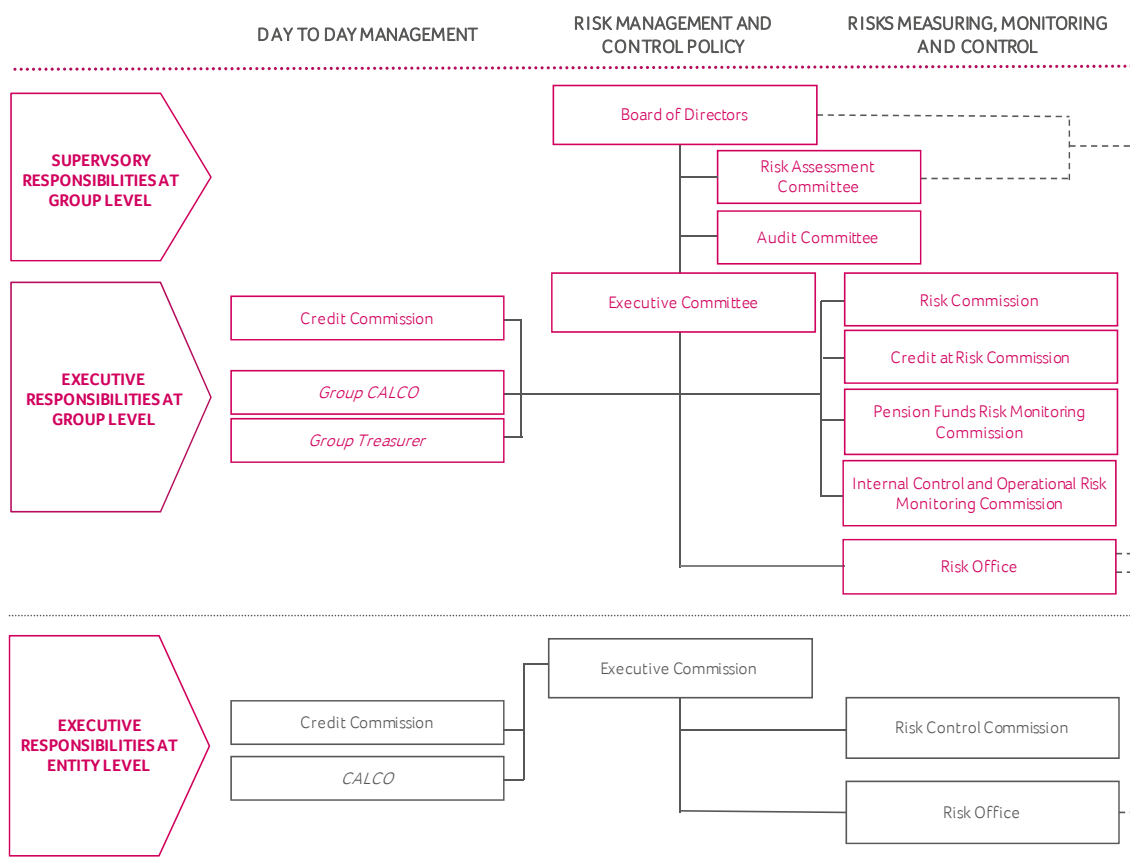 DAY TO DAY MANAGEMENT
RISK MANAGEMENT AND
CONTROL POLICY
RISKS MEASURING, MONITORING
AND CONTROL
SUPERVSORY
RESPONSIBILITIES AT
GROUP LEVEL
Board of Directors
Risk Assessment
Committee
Audit Committee
EXECUTIVE
RESPONSIBILITIES AT
GROUP LEVEL
Credit Commission
Group CALCO
Group Treasurer
Executive Committee
Risk Commission
Credit at Risk Commission
Pension Funds Risk Monitoring
Commission
Internal Control and Operational Risk
Monitoring Commission
Risk Office
EXECUTIVE
RESPONSIBILITIES AT
ENTITY LEVEL
Credit Commission
CALCO
Executive Commission
Risk Control Commission
Risk Office